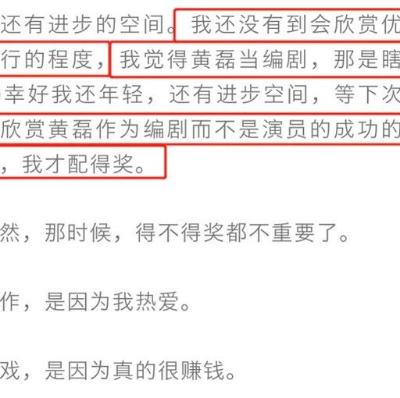 还有进步的空间。我还没有到会欣赏优
行的程度，我觉得黄磊当编剧，那是瞎
幸好我还年轻，还有进步空间，等下次
欣赏黄磊作为编剧而不是演员的成功的
，我才配得奖。
然，那时候，得不得奖都不重要了。
作，是因为我热爱。
戏，是因为真的很赚钱。